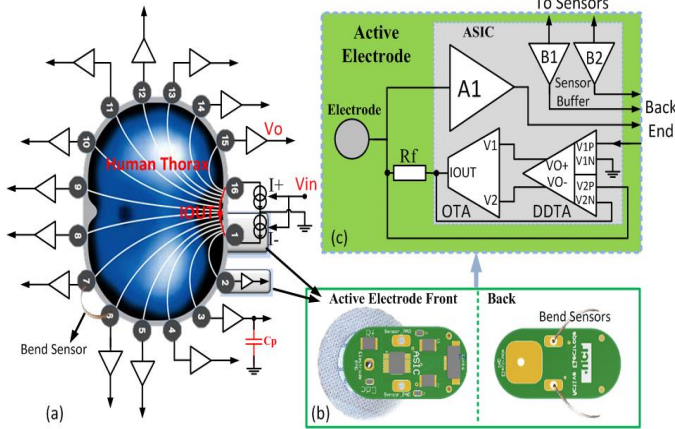 (a)
12
13
11
14
10
15
Vo
Human Thorax
9
16
I+
Vin
IOUT
8
1
I-
7
2
6
5
4
3
Bend Sensor
Cp
To Sensors
Active
Electrode
ASIC
B1
B2
A1
Sensor
Buffer
Back
End
Electrode
Rf
V1
IOUT
V2
OTA
VO+
VO-
V1P
V1N
V2P
V2N
DDTA
(c)
Active Electrode Front
Back
Bend Sensors
ASIC
(b)